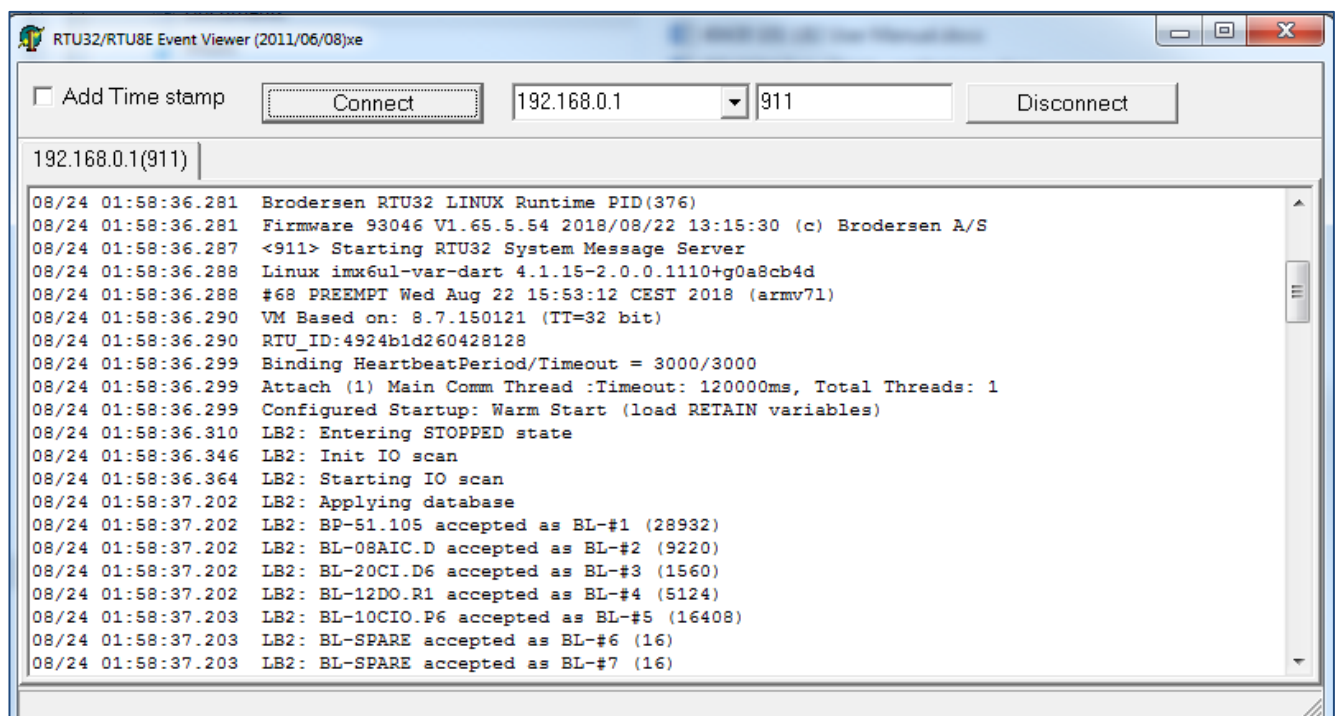 RTU32/RTU8E Event Viewer (2011/06/08)xe
Add Time stamp Connect 192.168.0.1 911 Disconnect
192.168.0.1(911)
08/24 01:58:36.281 Brodersen RTU32 LINUX Runtime PID(376)
08/24 01:58:36.281 Firmware 93046 V1.65.5.54 2018/08/22 13:15:30 (c) Brodersen A/S
08/24 01:58:36.287 <911> Starting RTU32 System Message Server
08/24 01:58:36.288 Linux imx6ul-var-dart 4.1.15-2.0.0.1110+g0a8cb4d
08/24 01:58:36.288 #68 PREEMPT Wed Aug 22 15:53:12 CEST 2018 (armv7l)
08/24 01:58:36.290 VM Based on: 8.7.150121 (TT=32 bit)
08/24 01:58:36.290 RTU_ID:4924b1d260428128
08/24 01:58:36.299 Binding HeartbeatPeriod/Timeout = 3000/3000
08/24 01:58:36.299 Attach (1) Main Comm Thread :Timeout: 120000ms, Total Threads: 1
08/24 01:58:36.299 Configured Startup: Warm Start (load RETAIN variables)
08/24 01:58:36.310 LB2: Entering STOPPED state
08/24 01:58:36.346 LB2: Init IO scan
08/24 01:58:36.364 LB2: Starting IO scan
08/24 01:58:37.202 LB2: Applying database
08/24 01:58:37.202 LB2: BP-51.105 accepted as BL-#1 (28932)
08/24 01:58:37.202 LB2: BL-08AIC.D accepted as BL-#2 (9220)
08/24 01:58:37.202 LB2: BL-20CI.D6 accepted as BL-#3 (1560)
08/24 01:58:37.202 LB2: BL-12DO.R1 accepted as BL-#4 (5124)
08/24 01:58:37.203 LB2: BL-10CIO.P6 accepted as BL-#5 (16408)
08/24 01:58:37.203 LB2: BL-SPARE accepted as BL-#6 (16)
08/24 01:58:37.203 LB2: BL-SPARE accepted as BL-#7 (16)